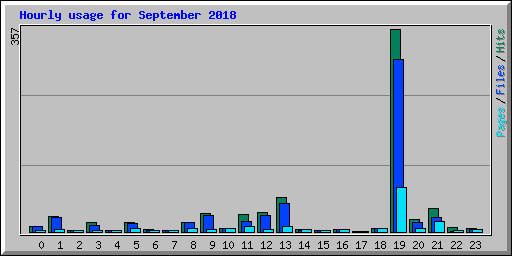 Hourly usage for September 2018
357
Pages/Files/Hits
0 1 2 3 4 5 6 7 8 9 10 11 12 13 14 15 16 17 18 19 20 21 22 23